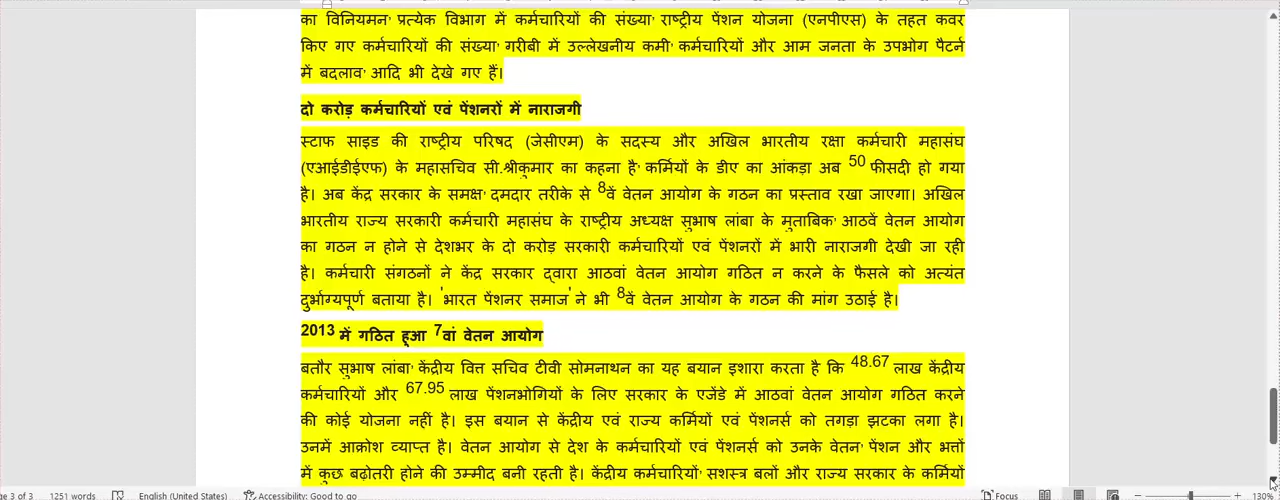 का विनियमन, प्रत्येक विभाग में कर्मचारियों की संख्या, राष्ट्रीय पेंशन योजना (एनपीएस) के तहत कवर
किए गए कर्मचारियों की संख्या, गरीबी में उल्लेखनीय कमी, कर्मचारियों और आम जनता के उपभोग पैटर्न
में बदलाव, आदि भी देखे गए हैं।
दो करोड़ कर्मचारियों एवं पेंशनरों में नाराजगी
स्टाफ साइड की राष्ट्रीय परिषद (जेसीएम) के सदस्य और अखिल भारतीय रक्षा कर्मचारी महासंघ
(एआईडीईएफ) के महासचिव सी.श्रीकुमार का कहना है, कर्मियों के डीए का आंकड़ा अब 50 फीसदी हो गया
है। अब केंद्र सरकार के समक्ष, दमदार तरीके से 8वें वेतन आयोग के गठन का प्रस्ताव रखा जाएगा। अखिल
भारतीय राज्य सरकारी कर्मचारी महासंघ के राष्ट्रीय अध्यक्ष सुभाष लांबा के मुताबिक, आठवें वेतन आयोग
का गठन न होने से देशभर के दो करोड़ सरकारी कर्मचारियों एवं पेंशनरों में भारी नाराजगी देखी जा रही
है। कर्मचारी संगठनों ने केंद्र सरकार द्वारा आठवां वेतन आयोग गठित न करने के फैसले को अत्यंत
दुर्भाग्यपूर्ण बताया है। 'भारत पेंशनर समाज' ने भी 8वें वेतन आयोग के गठन की मांग उठाई है।
2013 में गठित हुआ 7वां वेतन आयोग
बतौर सुभाष लांबा, केंद्रीय वित्त सचिव टीवी सोमनाथन का यह बयान इशारा करता है कि 48.67 लाख केंद्रीय
कर्मचारियों और 67.95 लाख पेंशनभोगियों के लिए सरकार के एजेंडे में आठवां वेतन आयोग गठित करने
की कोई योजना नहीं है। इस बयान से केंद्रीय एवं राज्य कर्मियों एवं पेंशनर्स को तगड़ा झटका लगा है।
उनमें आक्रोश व्याप्त है। वेतन आयोग से देश के कर्मचारियों एवं पेंशनर्स को उनके वेतन, पेंशन और भत्तों
में कुछ बढ़ोतरी होने की उम्मीद बनी रहती है। केंद्रीय कर्मचारियों, सशस्त्र बलों और राज्य सरकार के कर्मियों
ge 3 of 3 1251 words English (United States) Accessibility: Good to go Focus 130%